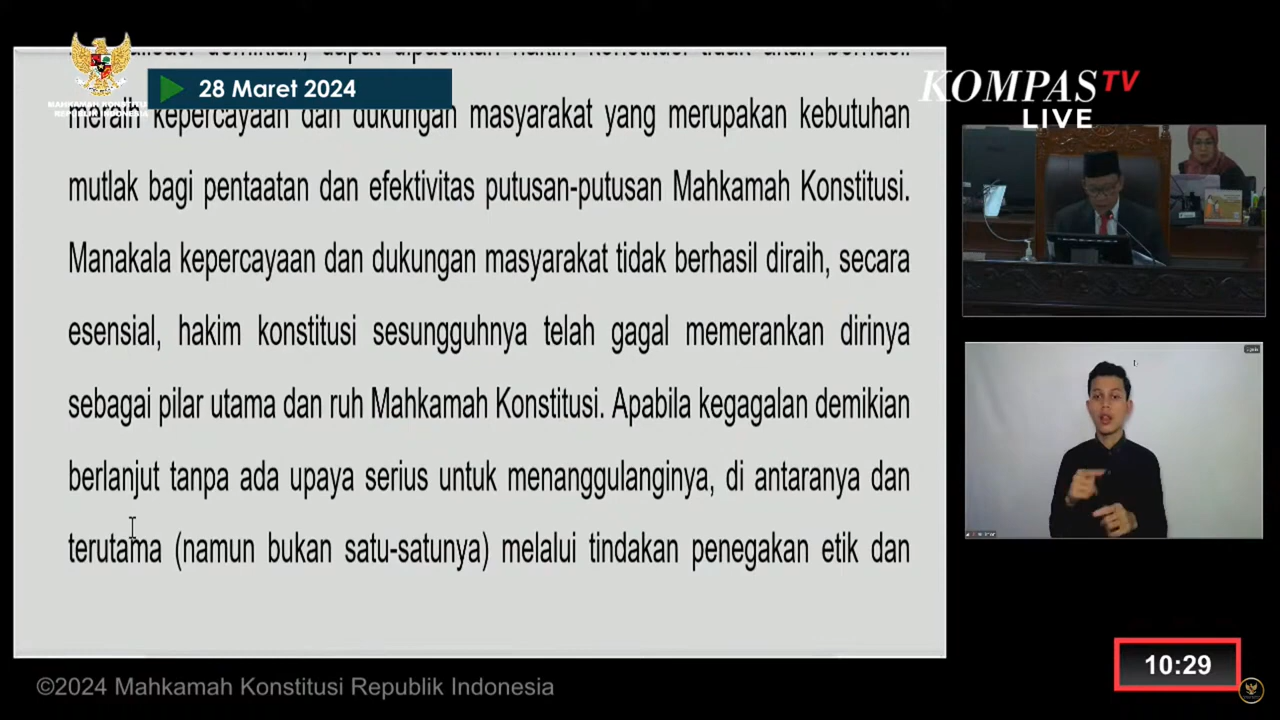 28 Maret 2024
MAHKAMAH KONSTITUSI
REPUBLIK INDONESIA
KOMPAS TV
LIVE
meraih kepercayaan dan dukungan masyarakat yang merupakan kebutuhan
mutlak bagi pentaatan dan efektivitas putusan-putusan Mahkamah Konstitusi.
Manakala kepercayaan dan dukungan masyarakat tidak berhasil diraih, secara
esensial, hakim konstitusi sesungguhnya telah gagal memerankan dirinya
sebagai pilar utama dan ruh Mahkamah Konstitusi. Apabila kegagalan demikian
berlanjut tanpa ada upaya serius untuk menanggulanginya, di antaranya dan
terutama (namun bukan satu-satunya) melalui tindakan penegakan etik dan
10:29
©2024 Mahkamah Konstitusi Republik Indonesia